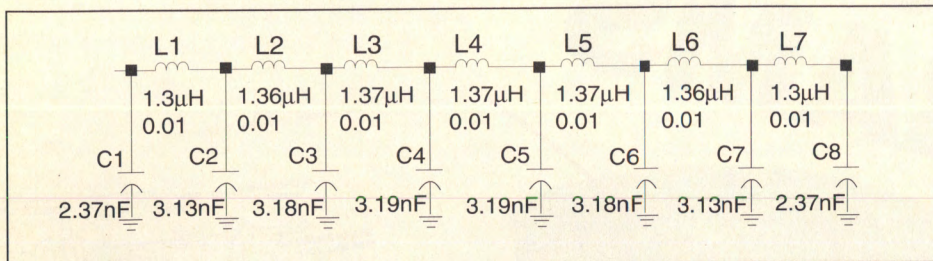 L1 L2 L3 L4 L5 L6 L7
1.3μH 1.36μH 1.37μH 1.37μH 1.37μH 1.36μH 1.3μH
0.01 0.01 0.01 0.01 0.01 0.01 0.01
C1 C2 C3 C4 C5 C6 C7 C8
2.37nF 3.13nF 3.18nF 3.19nF 3.19nF 3.18nF 3.13nF 2.37nF